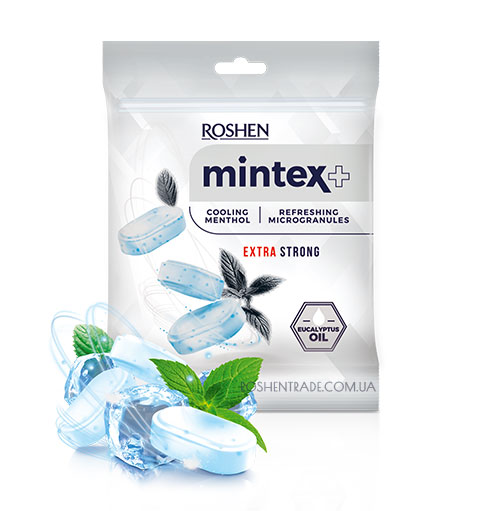 ROSHEN
mintex+
COOLING MENTHOL | REFRESHING MICROGRANULES
EXTRA STRONG
EUCALYPTUS
OIL
ROSHENTRADE.COM.UA